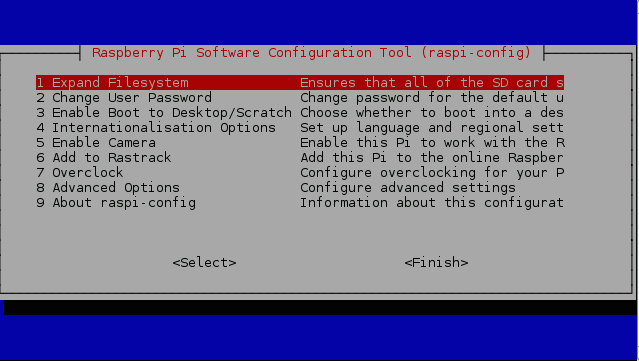 Raspberry Pi Software Configuration Tool (raspi-config)
1 Expand Filesystem Ensures that all of the SD card s
2 Change User Password Change password for the default u
3 Enable Boot to Desktop/Scratch Choose whether to boot into a des
4 Internationalisation Options Set up language and regional sett
5 Enable Camera Enable this Pi to work with the R
6 Add to Rastrack Add this Pi to the online Raspber
7 Overclock Configure overclocking for your P
8 Advanced Options Configure advanced settings
9 About raspi-config Information about this configurat
<Select> <Finish>